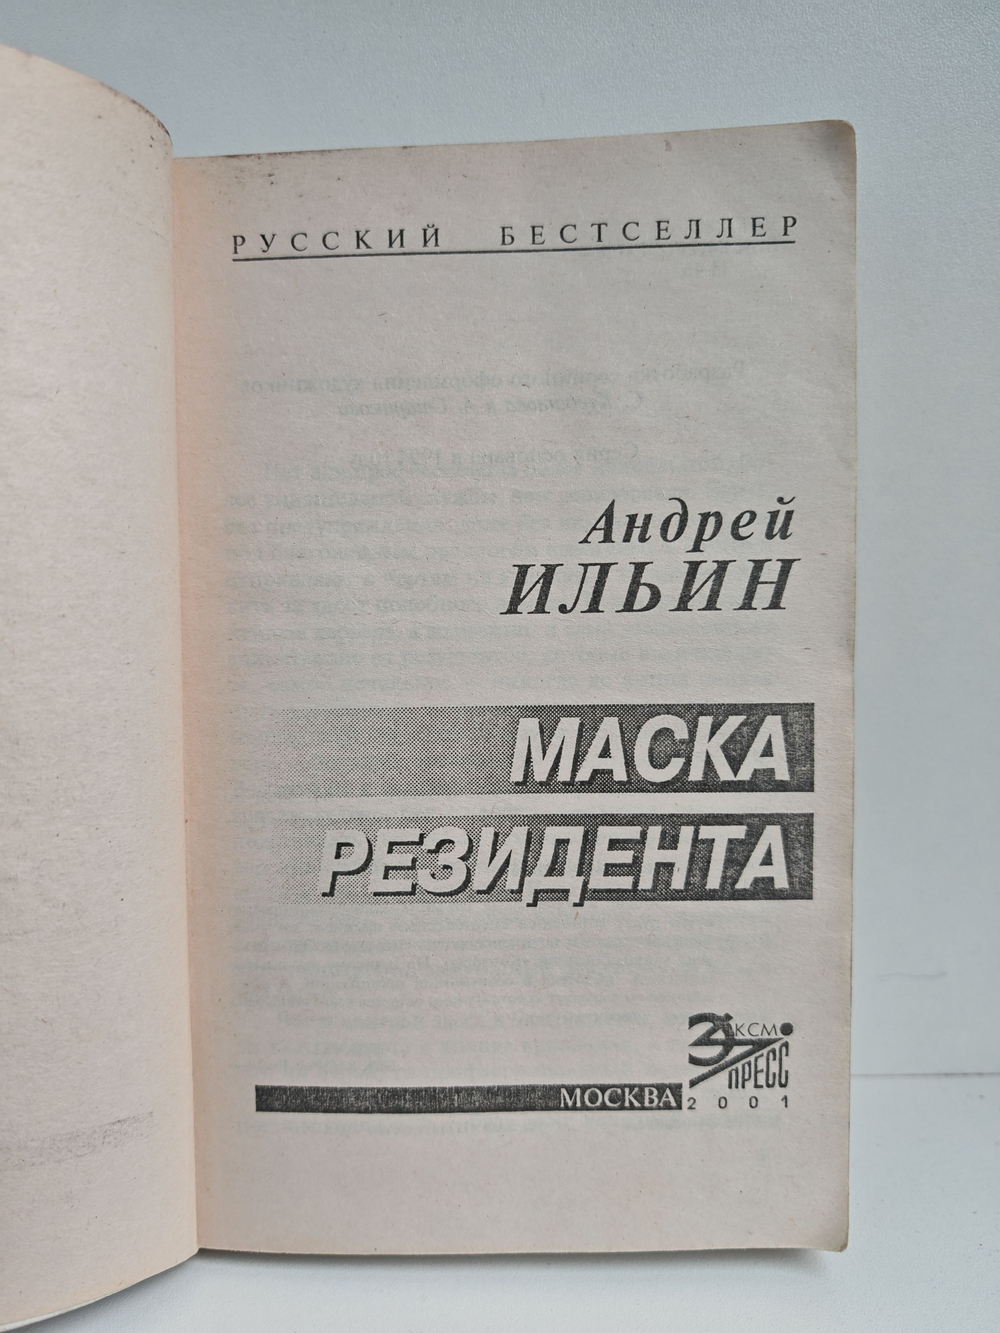 РУССКИЙ БЕСТСЕЛЛЕР
Андрей
ИЛЬИН
МАСКА
РЕЗИДЕНТА
ЭКСМО
ПРЕСС
МОСКВА
2001